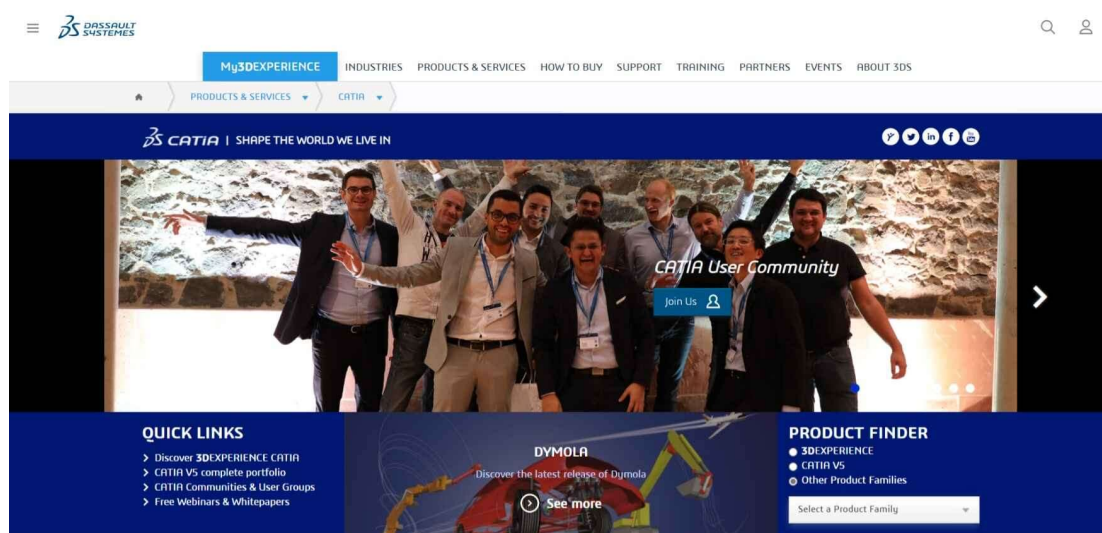 DASSAULT
SYSTEMES
My3DEXPERIENCE INDUSTRIES PRODUCTS & SERVICES HOW TO BUY SUPPORT TRAINING PARTNERS EVENTS ABOUT 3DS
PRODUCTS & SERVICES CATIA
CATIA | SHAPE THE WORLD WE LIVE IN
CATIA User Community
Join Us
QUICK LINKS
Discover 3DEXPERIENCE CATIA
CATIA V5 complete portfolio
CATIA Communities & User Groups
Free Webinars & Whitepapers
DYMOLA
Discover the latest release of Dymola
See more
PRODUCT FINDER
3DEXPERIENCE
CATIA V5
Other Product Families
Select a Product Family